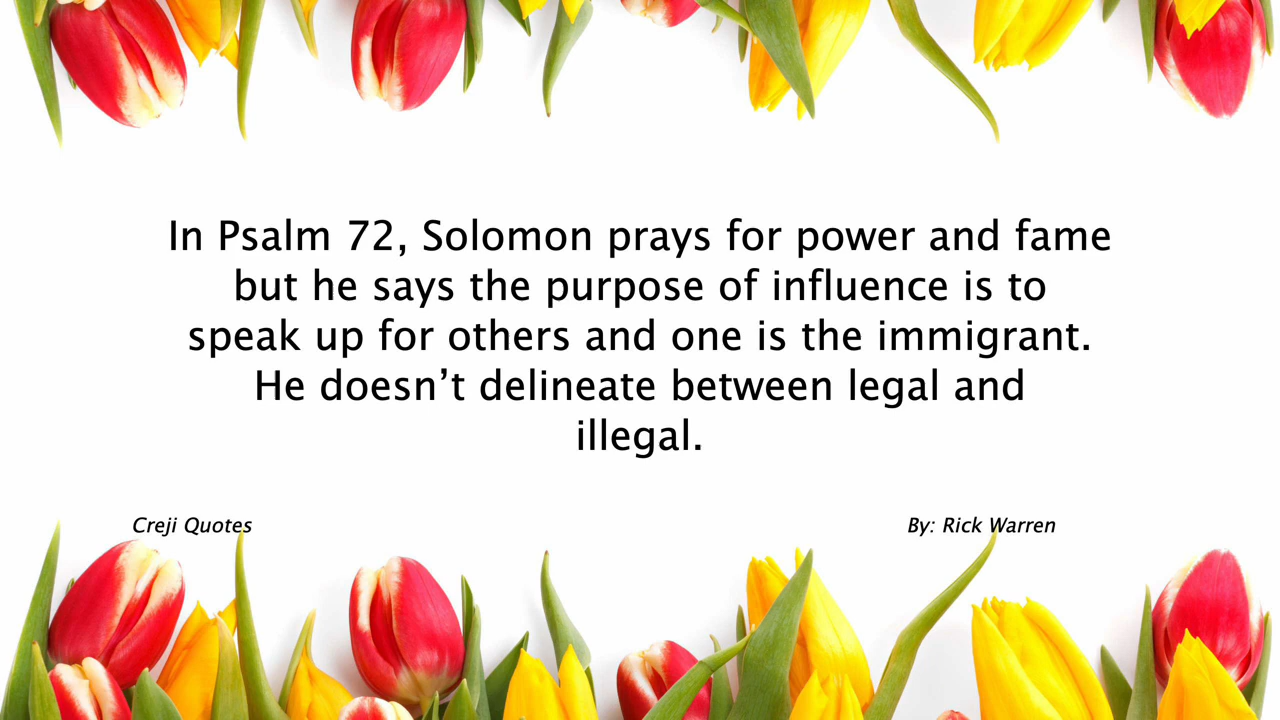 In Psalm 72, Solomon prays for power and fame
but he says the purpose of influence is to
speak up for others and one is the immigrant.
He doesn’t delineate between legal and
illegal.
Creji Quotes
By: Rick Warren